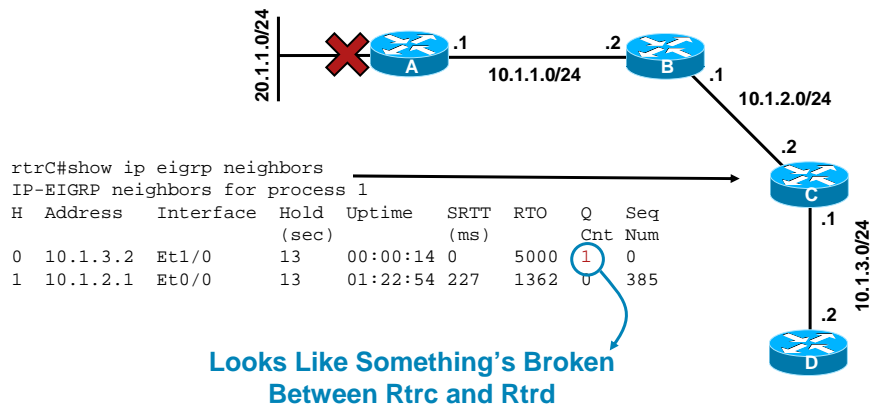 20.1.1.0/24
A
.1
10.1.1.0/24
.2
B
.1
10.1.2.0/24
.2
C
.1
10.1.3.0/24
.2
D
rtrC#show ip eigrp neighbors
IP-EIGRP neighbors for process 1
H Address Interface Hold Uptime SRTT RTO Q Seq
(sec) (ms) Cnt Num
0 10.1.3.2 Et1/0 13 00:00:14 0 5000 1 0
1 10.1.2.1 Et0/0 13 01:22:54 227 1362 0 385
Looks Like Something's Broken
Between Rtrc and Rtrd